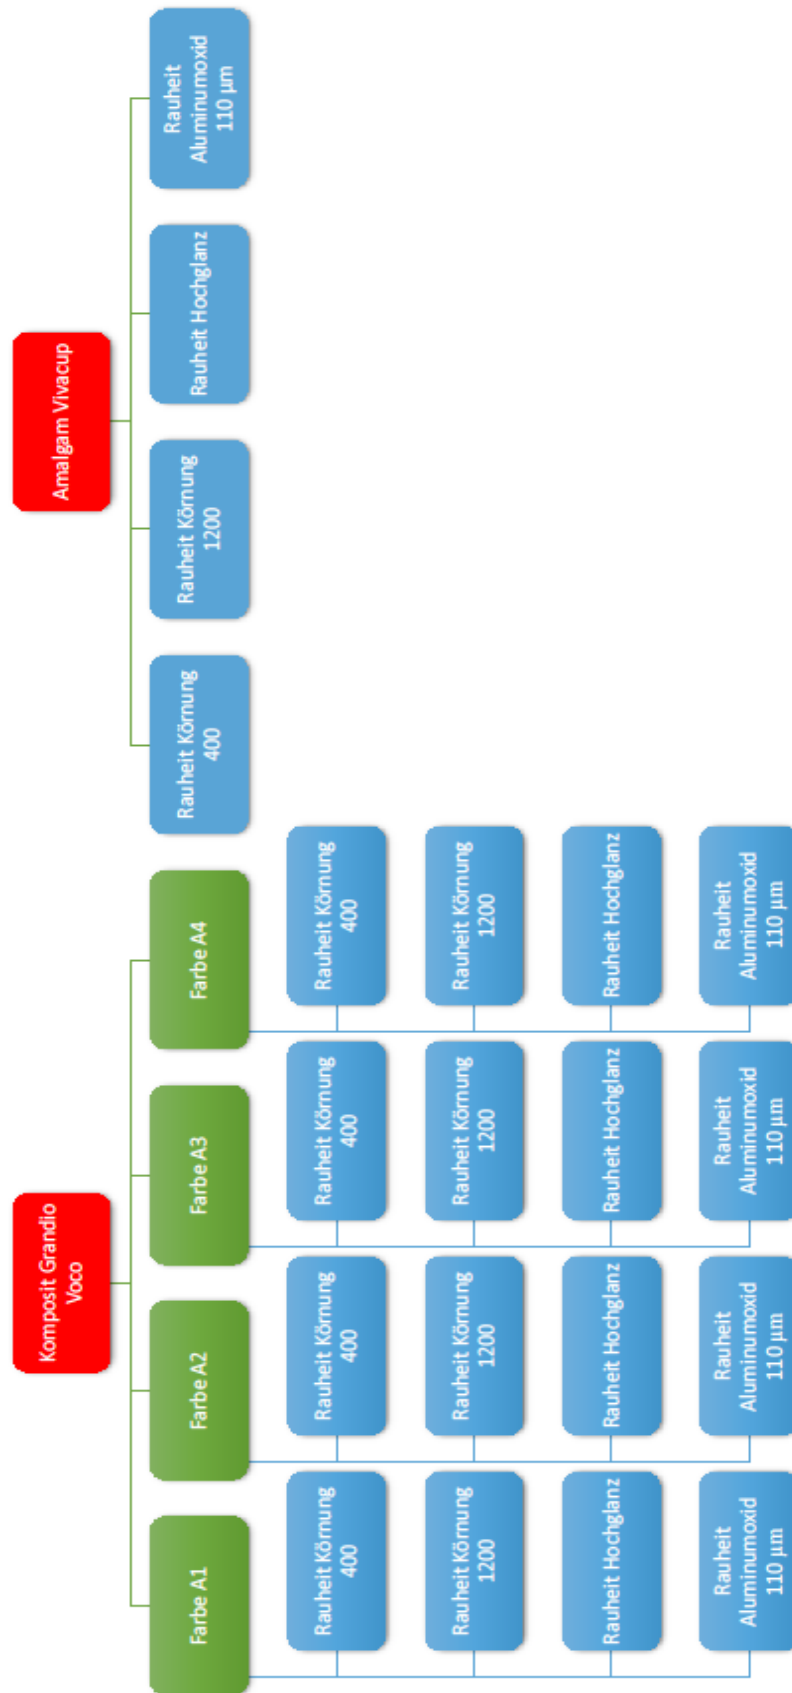 Komposit Grandio
Voco
Farbe A1
Rauheit Körnung
400
Rauheit Körnung
1200
Rauheit Hochglanz
Rauheit
Aluminumoxid
110 µm
Farbe A2
Rauheit Körnung
400
Rauheit Körnung
1200
Rauheit Hochglanz
Rauheit
Aluminumoxid
110 µm
Farbe A3
Rauheit Körnung
400
Rauheit Körnung
1200
Rauheit Hochglanz
Rauheit
Aluminumoxid
110 µm
Farbe A4
Rauheit Körnung
400
Rauheit Körnung
1200
Rauheit Hochglanz
Rauheit
Aluminumoxid
110 µm
Amalgam Vivacup
Rauheit Körnung
400
Rauheit Körnung
1200
Rauheit Hochglanz
Rauheit
Aluminumoxid
110 µm